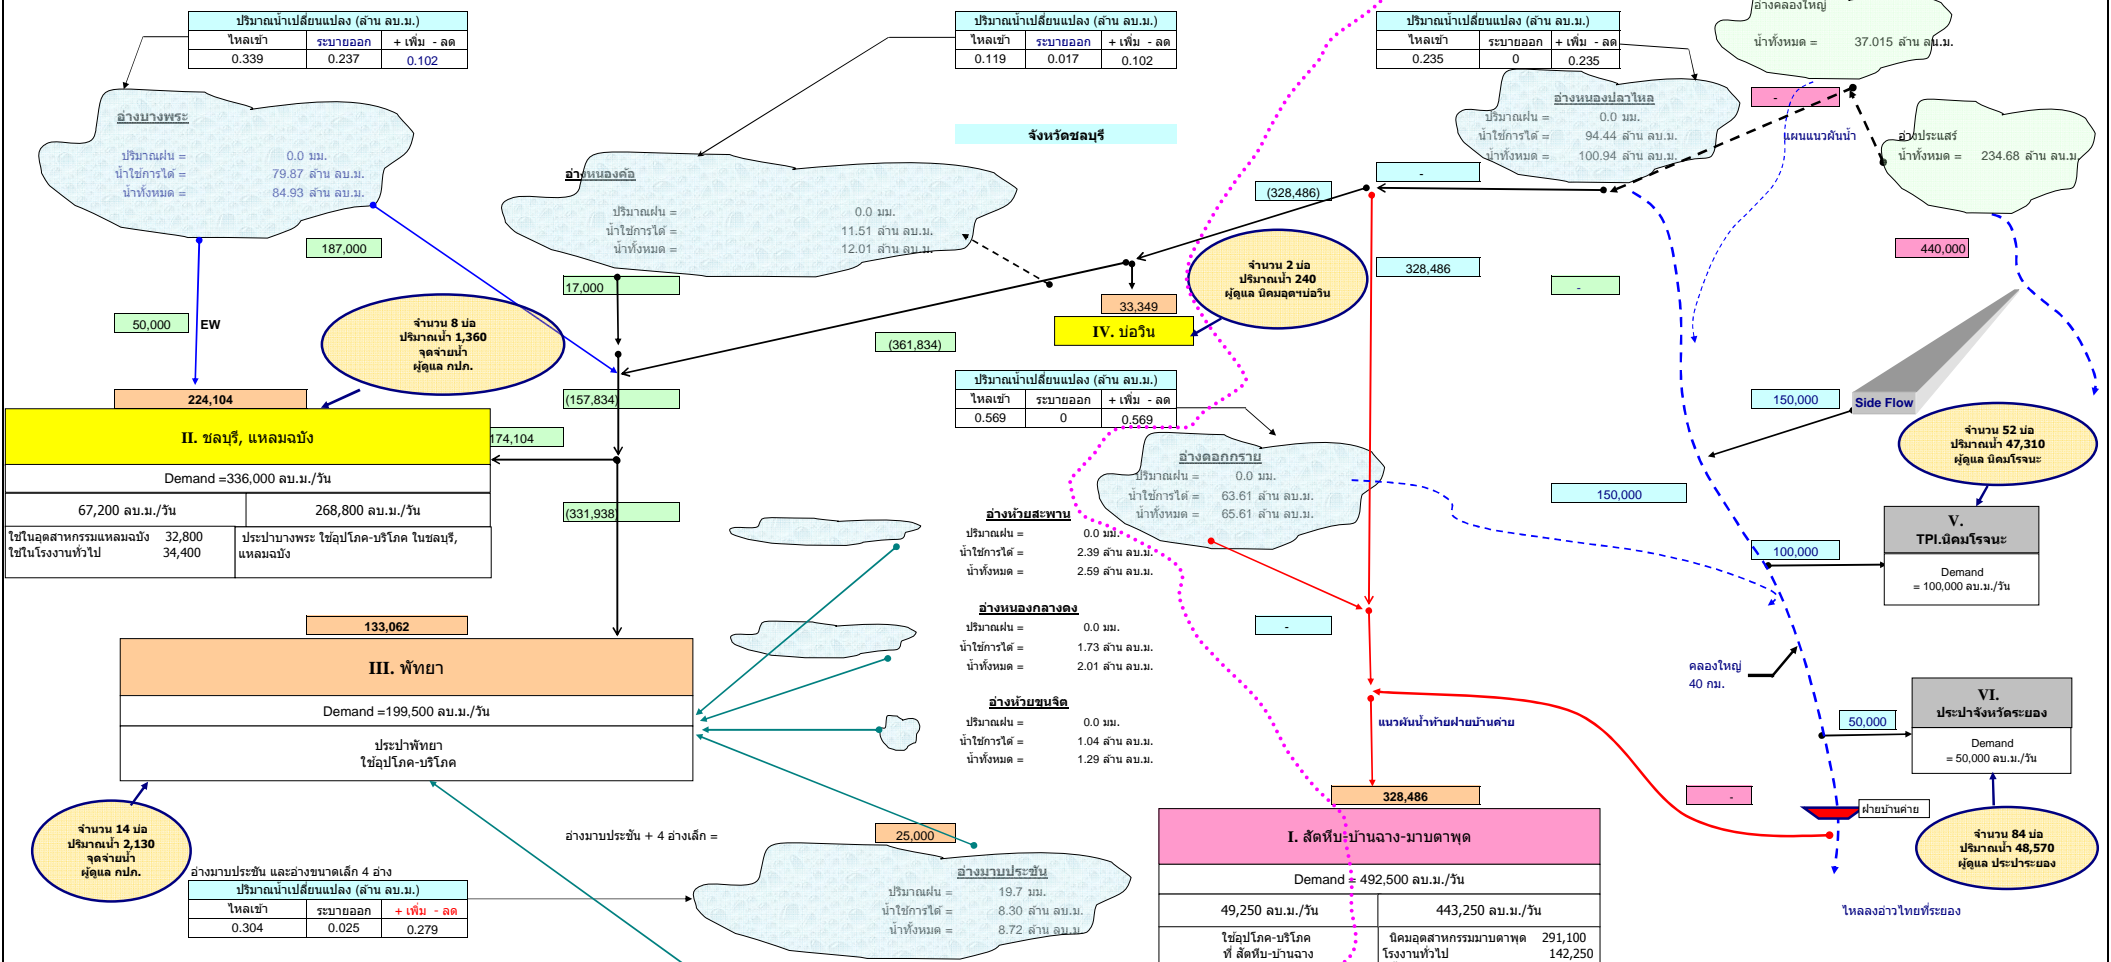 ปริมาณน้ำเปลี่ยนแปลง (ล้าน ลบ.ม.)
ไหลเข้า ระบายออก + เพิ่ม - ลด
0.339 0.237 0.102
ปริมาณน้ำเปลี่ยนแปลง (ล้าน ลบ.ม.)
ไหลเข้า ระบายออก + เพิ่ม - ลด
0.119 0.017 0.102
ปริมาณน้ำเปลี่ยนแปลง (ล้าน ลบ.ม.)
ไหลเข้า ระบายออก + เพิ่ม - ลด
0.235 0 0.235
อ่างคลองใหญ่
น้ำทั้งหมด = 37.015 ล้าน ลบ.ม.
อ่างบางพระ
ปริมาณฝน = 0.0 มม.
น้ำใช้การได้ = 79.87 ล้าน ลบ.ม.
น้ำทั้งหมด = 84.93 ล้าน ลบ.ม.
จังหวัดชลบุรี
อ่างหนองปลาไหล
ปริมาณฝน = 0.0 มม.
น้ำใช้การได้ = 94.44 ล้าน ลบ.ม.
น้ำทั้งหมด = 100.94 ล้าน ลบ.ม.
-
แผนแนวผันน้ำ
อ่างประแสร์
น้ำทั้งหมด = 234.68 ล้าน ลบ.ม.
อ่างหนองค้อ
ปริมาณฝน = 0.0 มม.
น้ำใช้การได้ = 11.51 ล้าน ลบ.ม.
น้ำทั้งหมด = 12.01 ล้าน ลบ.ม.
-
(328,486)
187,000
440,000
328,486
จำนวน 2 บ่อ
ปริมาณน้ำ 240
ผู้ดูแล นิคมอุตฯบ่อวิน
17,000
-
33,349
IV. บ่อวิน
50,000 EW
จำนวน 8 บ่อ
ปริมาณน้ำ 1,360
จุดจ่ายน้ำ
ผู้ดูแล กปภ.
(361,834)
ปริมาณน้ำเปลี่ยนแปลง (ล้าน ลบ.ม.)
ไหลเข้า ระบายออก + เพิ่ม - ลด
0.569 0 0.569
224,104
(157,834)
150,000
Side Flow
II. ชลบุรี, แหลมฉบัง
174,104
Demand =336,000 ลบ.ม./วัน
67,200 ลบ.ม./วัน 268,800 ลบ.ม./วัน
ใช้ในอุตสาหกรรมแหลมฉบัง 32,800
ใช้ในโรงงานทั่วไป 34,400
ประปาบางพระ ใช้อุปโภค-บริโภค ในชลบุรี,
แหลมฉบัง
จำนวน 52 บ่อ
ปริมาณน้ำ 47,310
ผู้ดูแล นิคมโรจนะ
อ่างดอกกราย
ปริมาณฝน = 0.0 มม.
น้ำใช้การได้ = 63.61 ล้าน ลบ.ม.
น้ำทั้งหมด = 65.61 ล้าน ลบ.ม.
150,000
(331,938)
อ่างห้วยสะพาน
ปริมาณฝน = 0.0 มม.
น้ำใช้การได้ = 2.39 ล้าน ลบ.ม.
น้ำทั้งหมด = 2.59 ล้าน ลบ.ม.
V.
TPI.นิคมโรจนะ
Demand
= 100,000 ลบ.ม./วัน
100,000
อ่างหนองกลางดง
ปริมาณฝน = 0.0 มม.
น้ำใช้การได้ = 1.73 ล้าน ลบ.ม.
น้ำทั้งหมด = 2.01 ล้าน ลบ.ม.
-
133,062
III. พัทยา
Demand =199,500 ลบ.ม./วัน
ประปาพัทยา
ใช้อุปโภค-บริโภค
คลองใหญ่
40 กม.
อ่างห้วยขุนจิต
ปริมาณฝน = 0.0 มม.
น้ำใช้การได้ = 1.04 ล้าน ลบ.ม.
น้ำทั้งหมด = 1.29 ล้าน ลบ.ม.
แนวผันน้ำท้ายฝายบ้านค่าย
50,000
VI.
ประปาจังหวัดระยอง
Demand
= 50,000 ลบ.ม./วัน
328,486
-
ฝายบ้านค่าย
จำนวน 14 บ่อ
ปริมาณน้ำ 2,130
จุดจ่ายน้ำ
ผู้ดูแล กปภ.
อ่างมาบประชัน + 4 อ่างเล็ก = 25,000
จำนวน 84 บ่อ
ปริมาณน้ำ 48,570
ผู้ดูแล ประปาระยอง
อ่างมาบประชัน และอ่างขนาดเล็ก 4 อ่าง
ปริมาณน้ำเปลี่ยนแปลง (ล้าน ลบ.ม.)
ไหลเข้า ระบายออก + เพิ่ม - ลด
0.304 0.025 0.279
อ่างมาบประชัน
ปริมาณฝน = 19.7 มม.
น้ำใช้การได้ = 8.30 ล้าน ลบ.ม.
น้ำทั้งหมด = 8.72 ล้าน ลบ.ม.
I. สัตหีบ-บ้านฉาง-มาบตาพุด
Demand = 492,500 ลบ.ม./วัน
49,250 ลบ.ม./วัน 443,250 ลบ.ม./วัน
ใช้อุปโภค-บริโภค
ที่ สัตหีบ-บ้านฉาง
นิคมอุตสาหกรรมมาบตาพุด 291,100
โรงงานทั่วไป 142,250
ไหลลงอ่าวไทยที่ระยอง